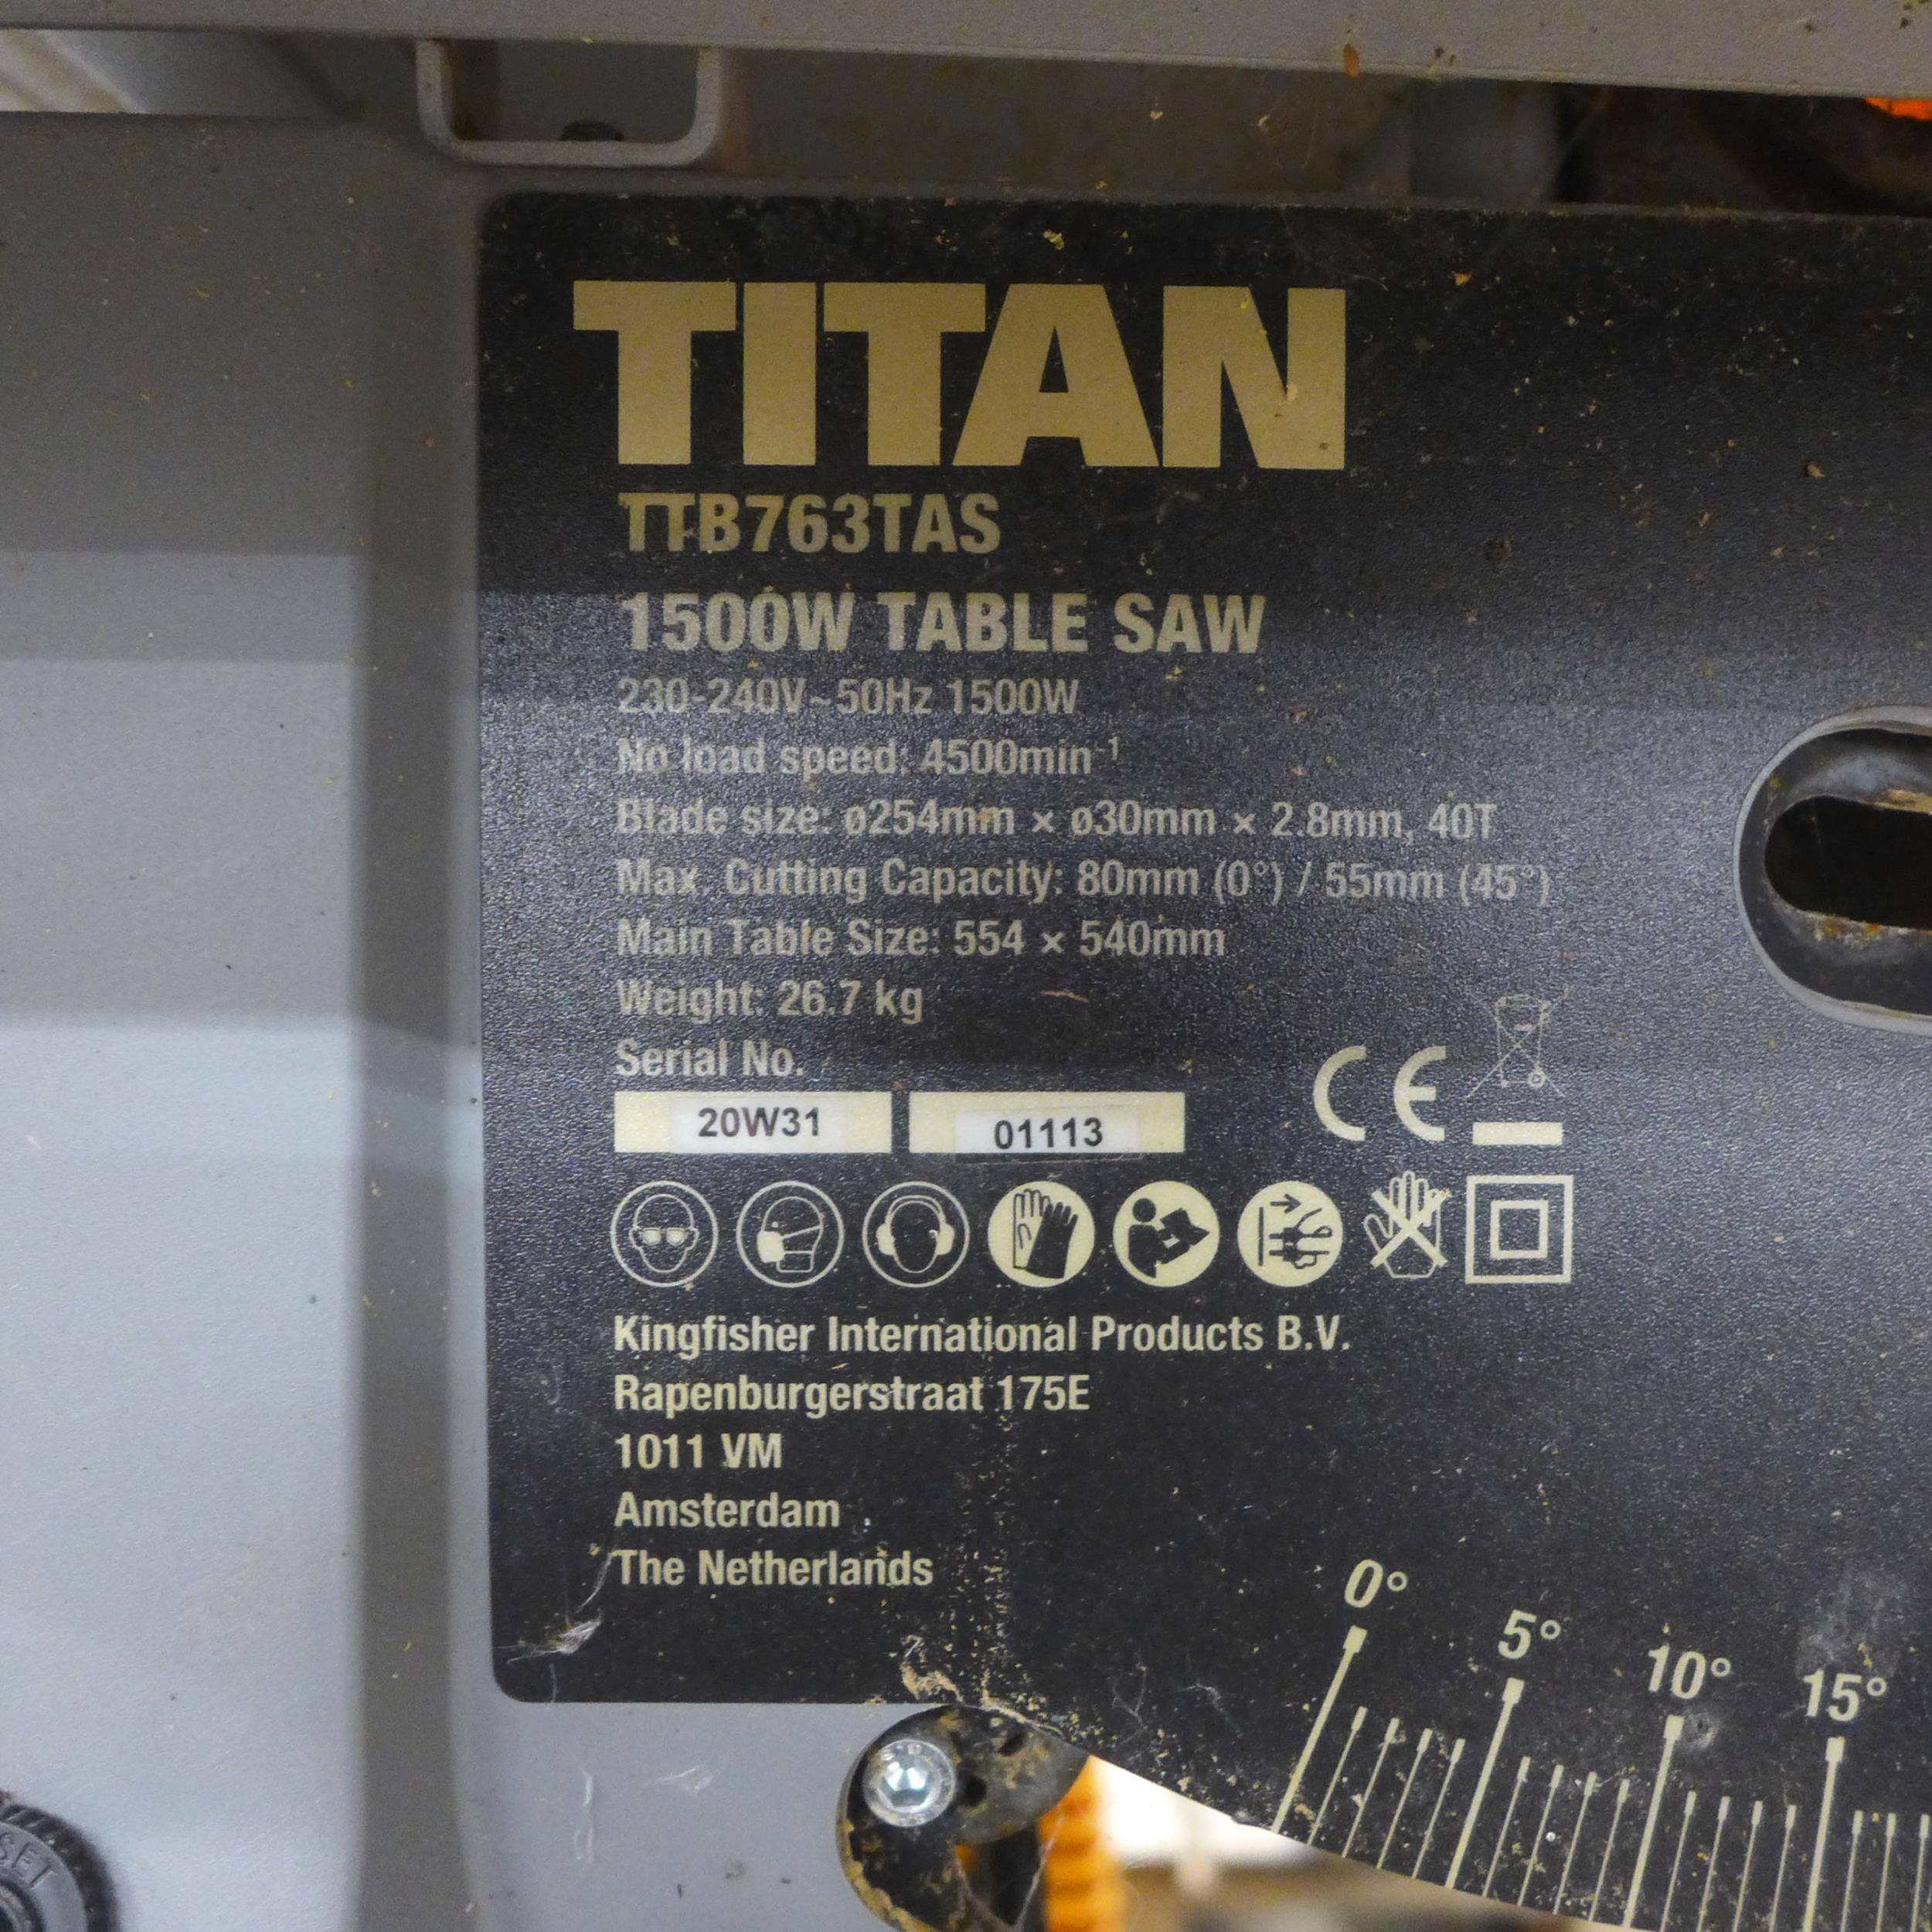 TITAN
TTB763TAS
1500W TABLE SAW
230-240V~50Hz 1500W
No load speed: 4500min-1
Blade size: ø254mm × ø30mm × 2.8mm, 40T
Max. Cutting Capacity: 80mm (0°) / 55mm (45°)
Main Table Size: 554 × 540mm
Weight: 26.7 kg
Serial No.
20W31 01113
CE
Kingfisher International Products B.V.
Rapenburgerstraat 175E
1011 VM
Amsterdam
The Netherlands
0° 5° 10° 15°